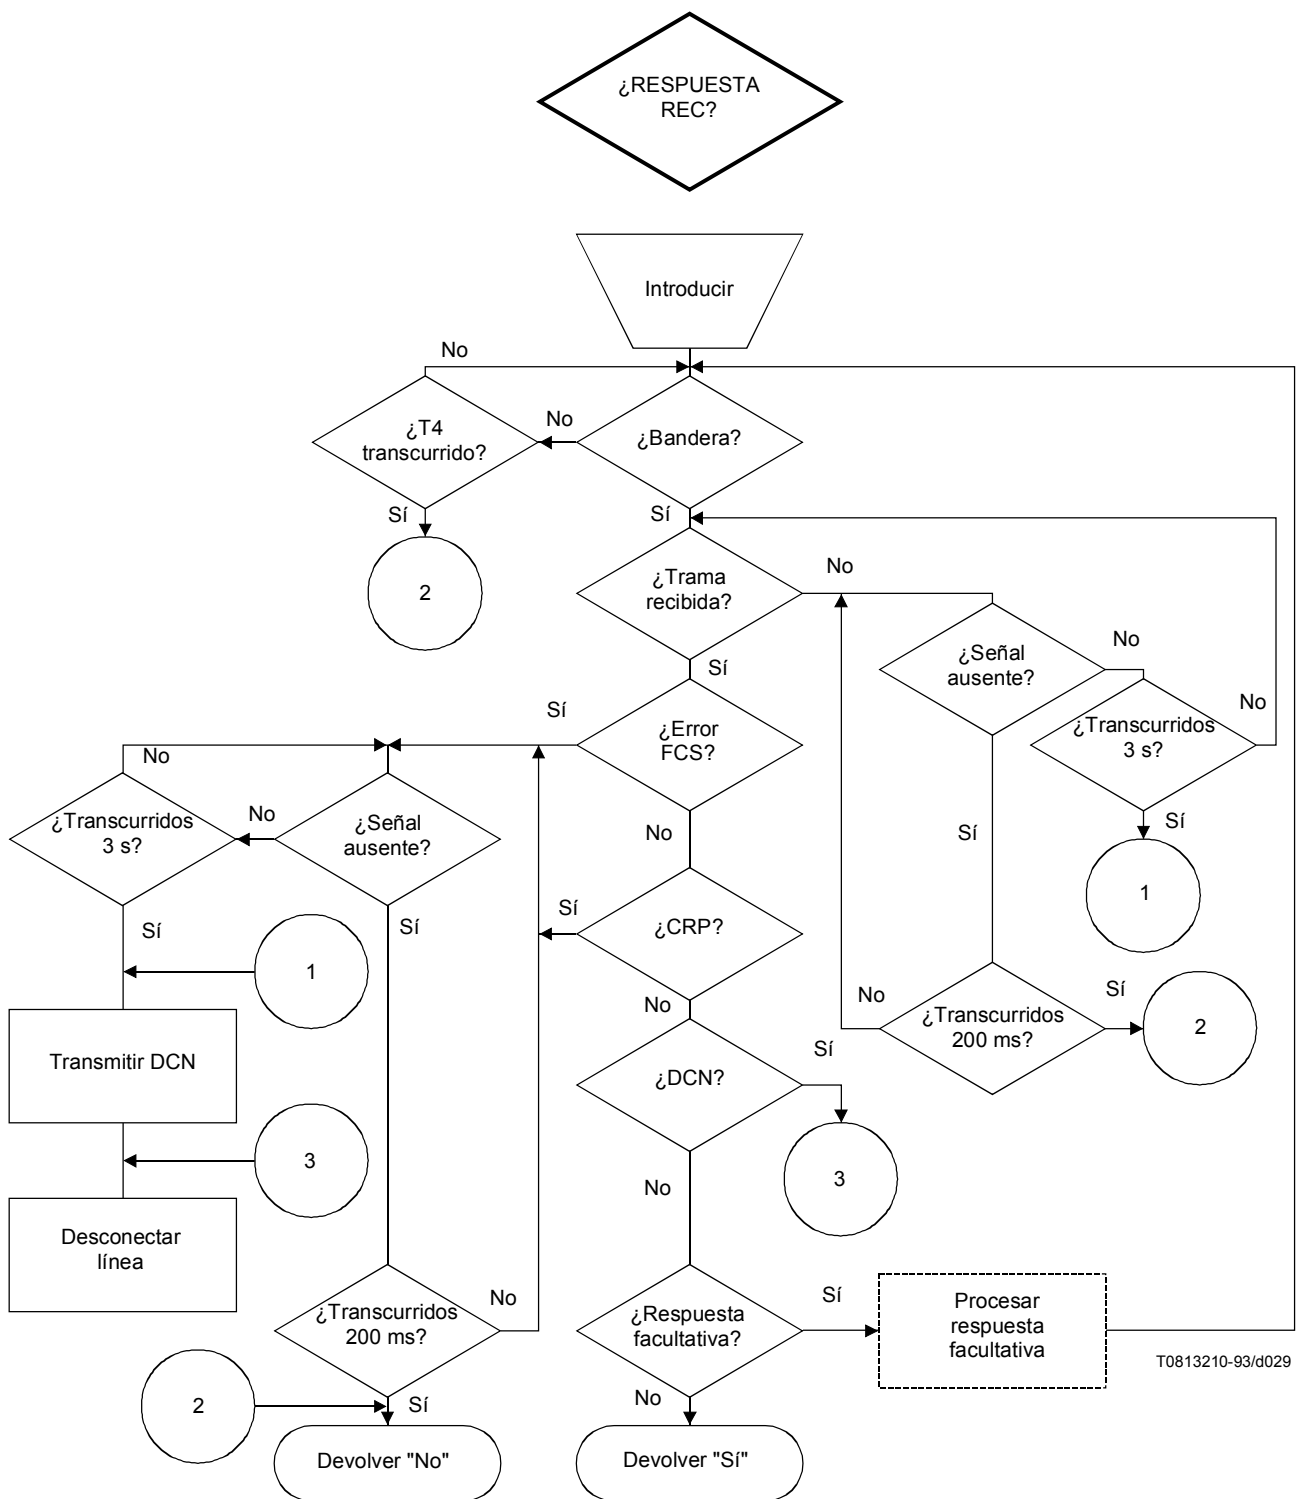 ¿RESPUESTA
REC?
Introducir
No
¿T4
transcurrido?
No
¿Bandera?
Sí
Sí
2
¿Trama
recibida?
No
¿Señal
ausente?
No
Sí
Sí
¿Error
FCS?
¿Transcurridos
3 s?
No
No
¿Transcurridos
3 s?
No
¿Señal
ausente?
No
Sí
Sí
1
Sí
Sí
Sí
¿CRP?
1
No
No
¿Transcurridos
200 ms?
Sí
2
Transmitir DCN
¿DCN?
Sí
3
3
No
Desconectar
línea
¿Transcurridos
200 ms?
No
¿Respuesta
facultativa?
Sí
Procesar
respuesta
facultativa
T0813210-93/d029
2
Sí
No
Devolver "No"
Devolver "Sí"